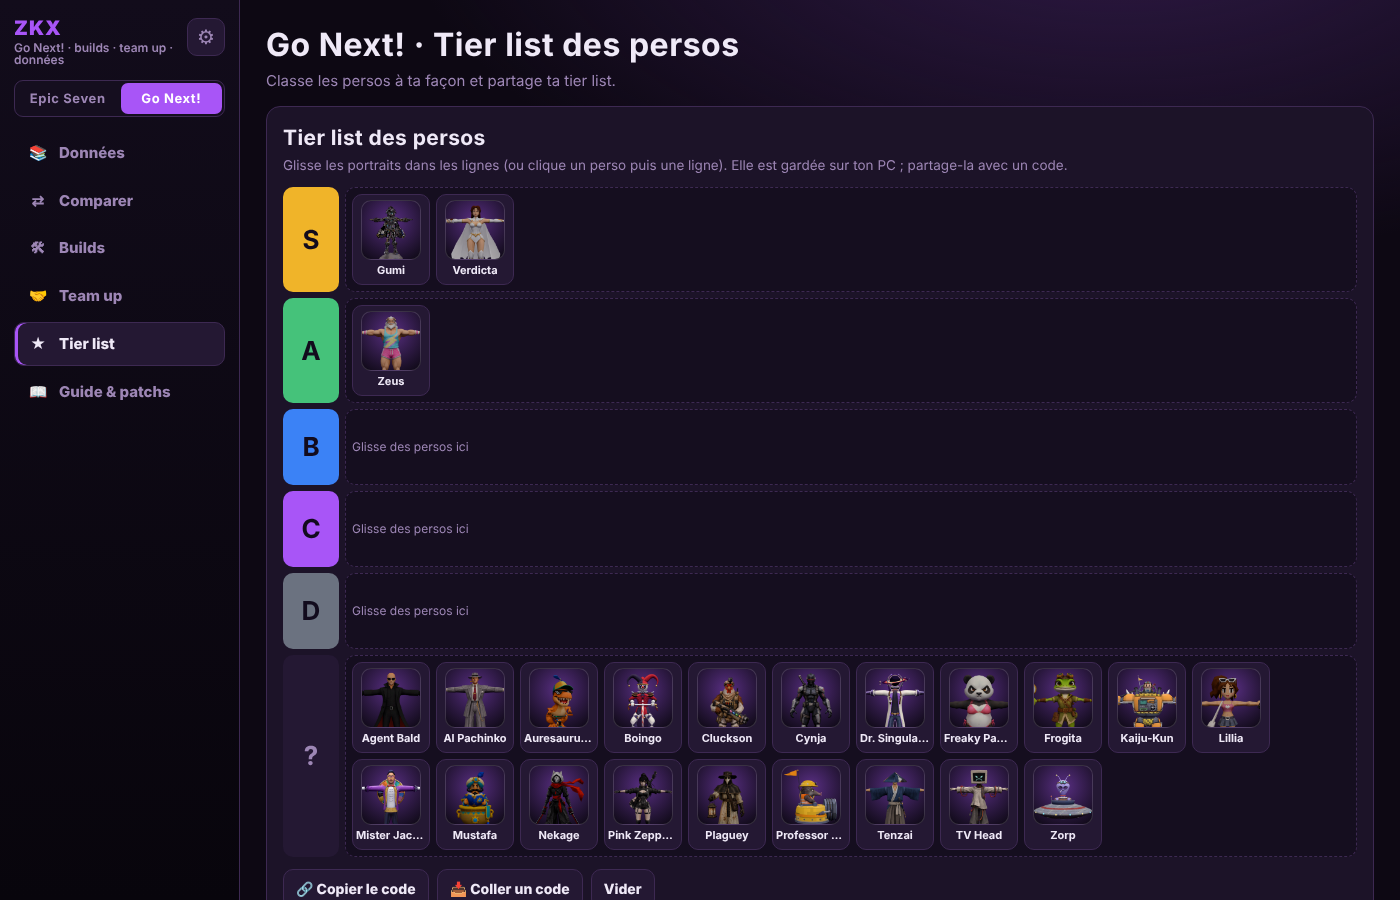 ZKX
Go Next! · builds · team up ·
données
Epic Seven
Go Next!
Données
Comparer
Builds
Team up
Tier list
Guide & patchs
Go Next! · Tier list des persos
Classe les persos à ta façon et partage ta tier list.
Tier list des persos
Glisse les portraits dans les lignes (ou clique un perso puis une ligne). Elle est gardée sur ton PC ; partage-la avec un code.
S
Gumi
Verdicta
A
Zeus
B
Glisse des persos ici
C
Glisse des persos ici
D
Glisse des persos ici
?
Agent Bald
Al Pachinko
Auresauru...
Boingo
Cluckson
Cynja
Dr. Singula...
Freaky Pa...
Frogita
Kaiju-Kun
Lillia
Mister Jac...
Mustafa
Nekage
Pink Zepp...
Plaguey
Professor ...
Tenzai
TV Head
Zorp
Copier le code
Coller un code
Vider